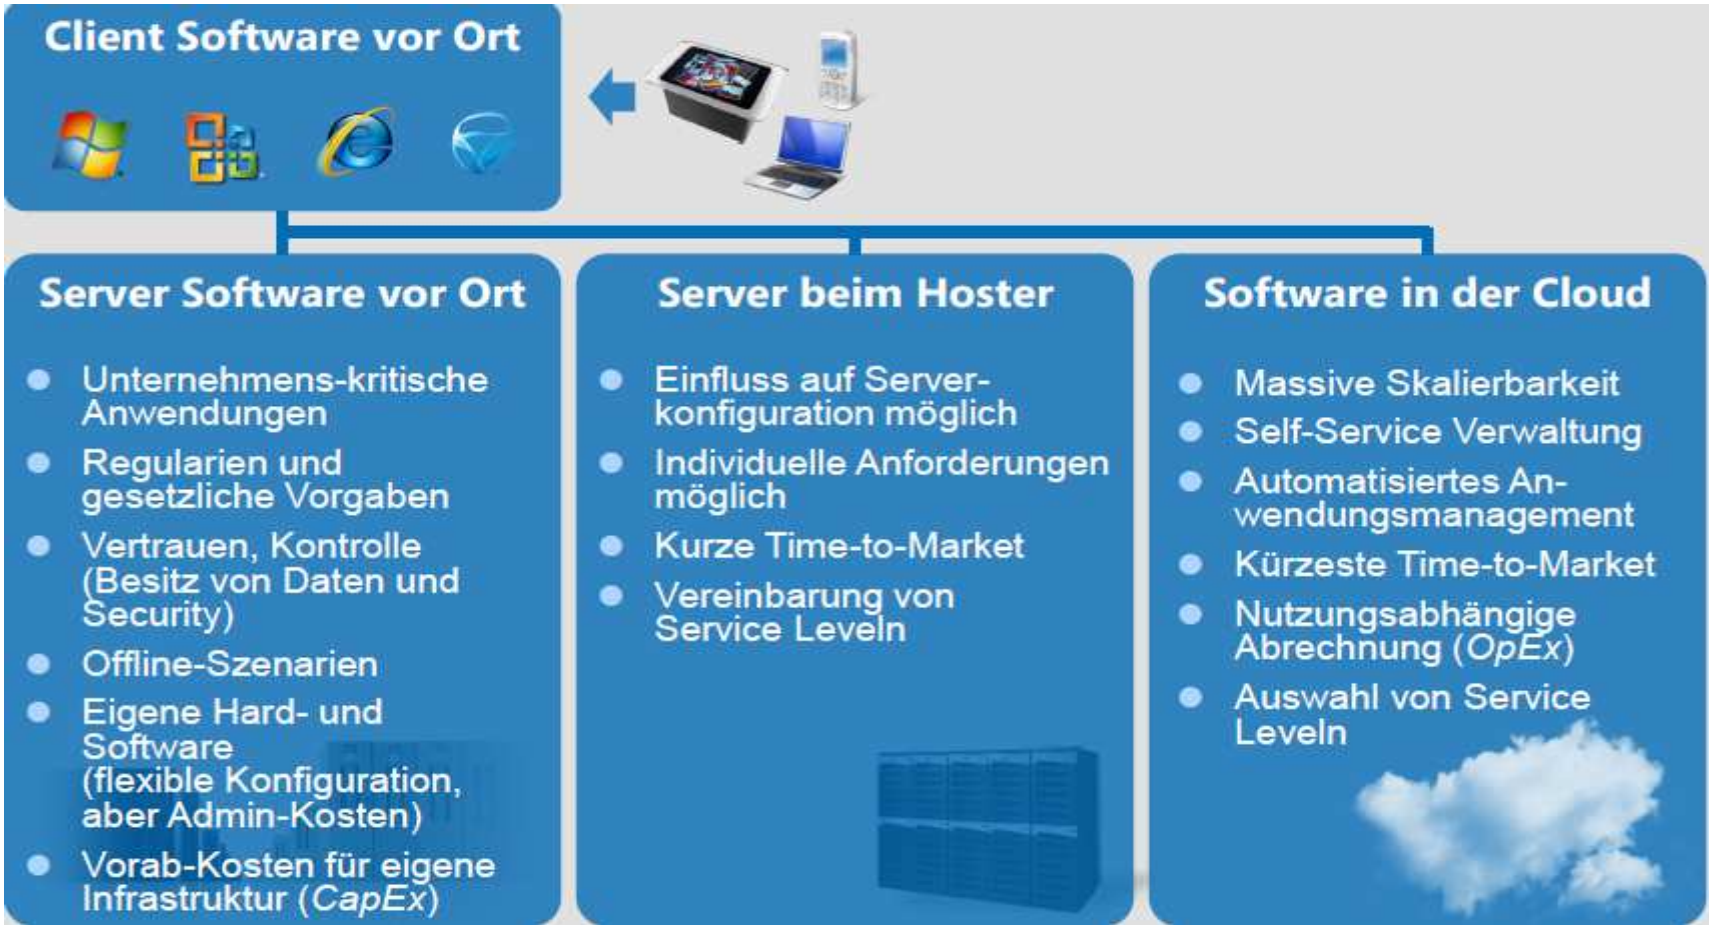 Client Software vor Ort
Server Software vor Ort
Unternehmens-kritische
Anwendungen
Regularien und
gesetzliche Vorgaben
Vertrauen, Kontrolle
(Besitz von Daten und
Security)
Offline-Szenarien
Eigene Hard- und
Software
(flexible Konfiguration,
aber Admin-Kosten)
Vorab-Kosten für eigene
Infrastruktur (CapEx)
Server beim Hoster
Einfluss auf Server-
konfiguration möglich
Individuelle Anforderungen
möglich
Kurze Time-to-Market
Vereinbarung von
Service Leveln
Software in der Cloud
Massive Skalierbarkeit
Self-Service Verwaltung
Automatisiertes An-
wendungsmanagement
Kürzeste Time-to-Market
Nutzungsabhängige
Abrechnung (OpEx)
Auswahl von Service
Leveln